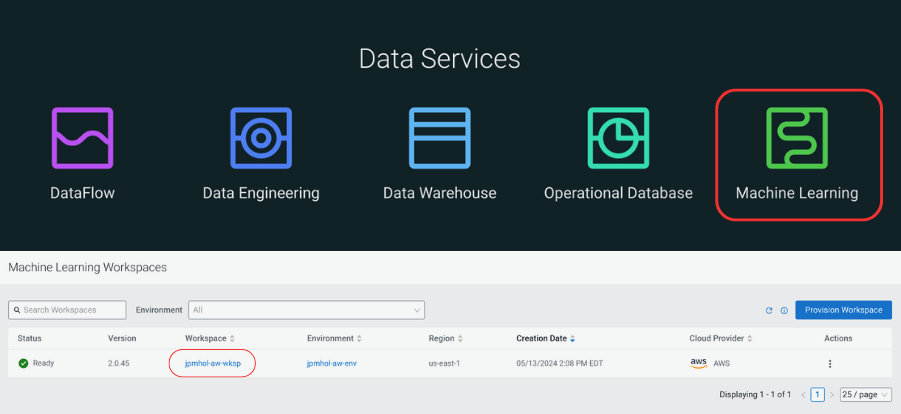 Data Services
DataFlow
Data Engineering
Data Warehouse
Operational Database
Machine Learning
Machine Learning Workspaces
Search Workspaces
Environment
All
Provision Workspace
Status Version Workspace Environment Region Creation Date Cloud Provider Actions
Ready 2.0.45 jpmhol-aw-wksp jpmhol-aw-env us-east-1 05/13/2024 2:08 PM EDT aws AWS
Displaying 1 - 1 of 1 < 1 > 25 / page